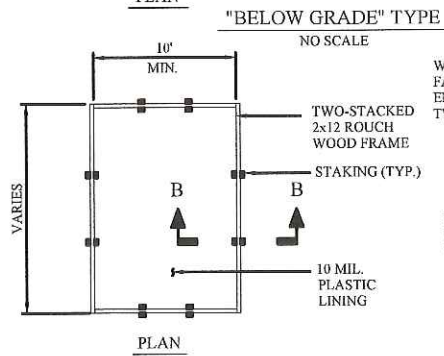 "BELOW GRADE" TYPE
NO SCALE
10'
MIN.
TWO-STACKED
2x12 ROUCH
WOOD FRAME
STAKING (TYP.)
VARIES
B
B
10 MIL.
PLASTIC
LINING
PLAN